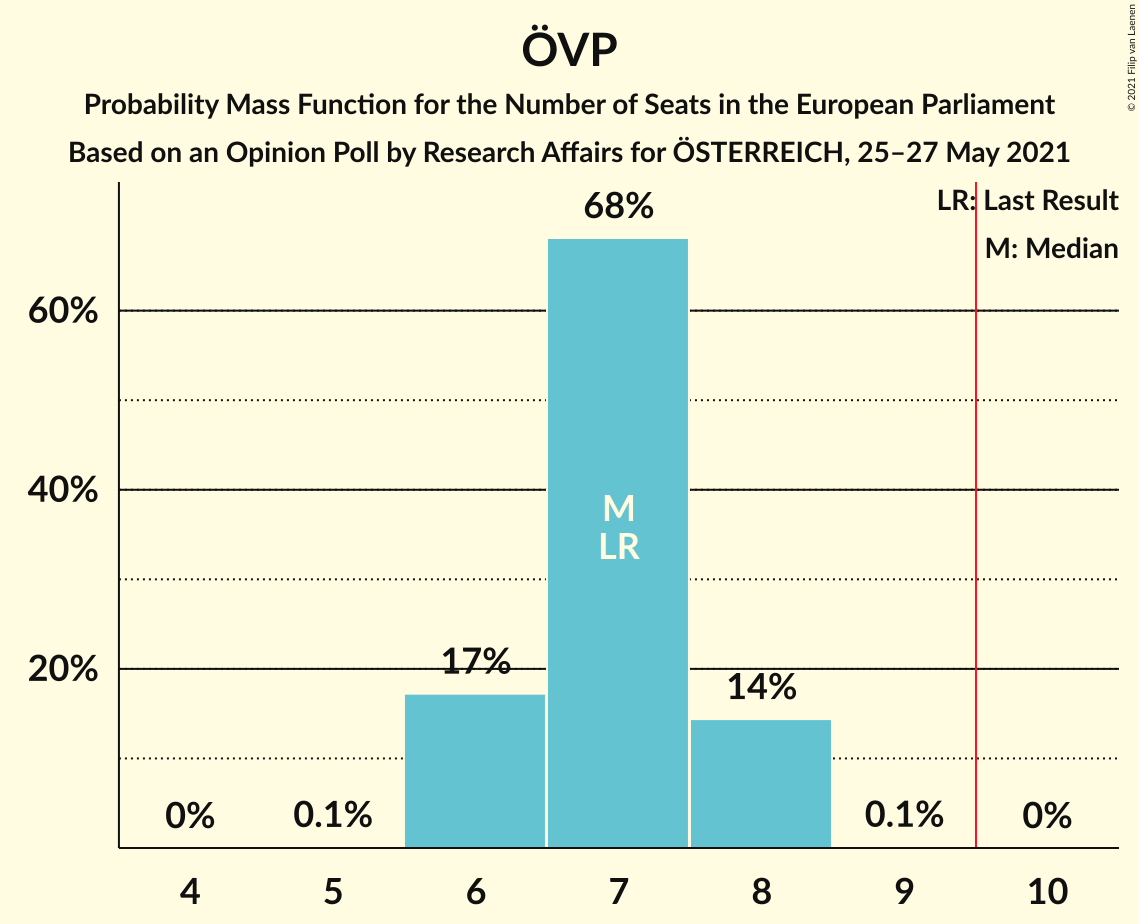 ÖVP
Probability Mass Function for the Number of Seats in the European Parliament
Based on an Opinion Poll by Research Affairs for ÖSTERREICH, 25–27 May 2021
© 2021 Filip van Laenen
LR: Last Result
M: Median
68%
60%
40%
20%
M
LR
17%
14%
0%
0.1%
0.1%
0%
4
5
6
7
8
9
10